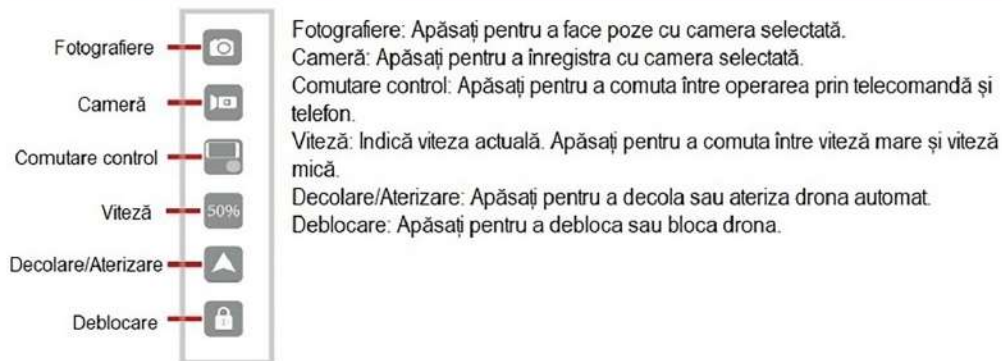 Fotografiere
Cameră
Comutare control
Viteză
50%
Decolare/Aterizare
Deblocare
Fotografiere: Apăsați pentru a face poze cu camera selectată.
Cameră: Apăsați pentru a înregistra cu camera selectată.
Comutare control: Apăsați pentru a comuta între operarea prin telecomandă și
telefon.
Viteză: Indică viteza actuală. Apăsați pentru a comuta între viteză mare și viteză
mică.
Decolare/Aterizare: Apăsați pentru a decola sau ateriza drona automat.
Deblocare: Apăsați pentru a debloca sau bloca drona.